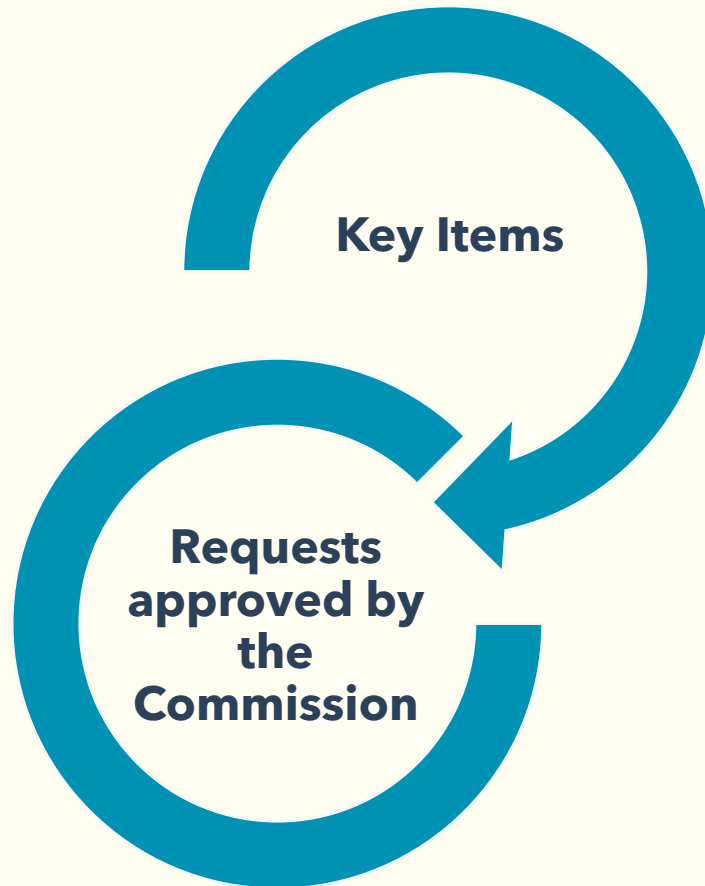 Key Items
Requests
approved by
the
Commission